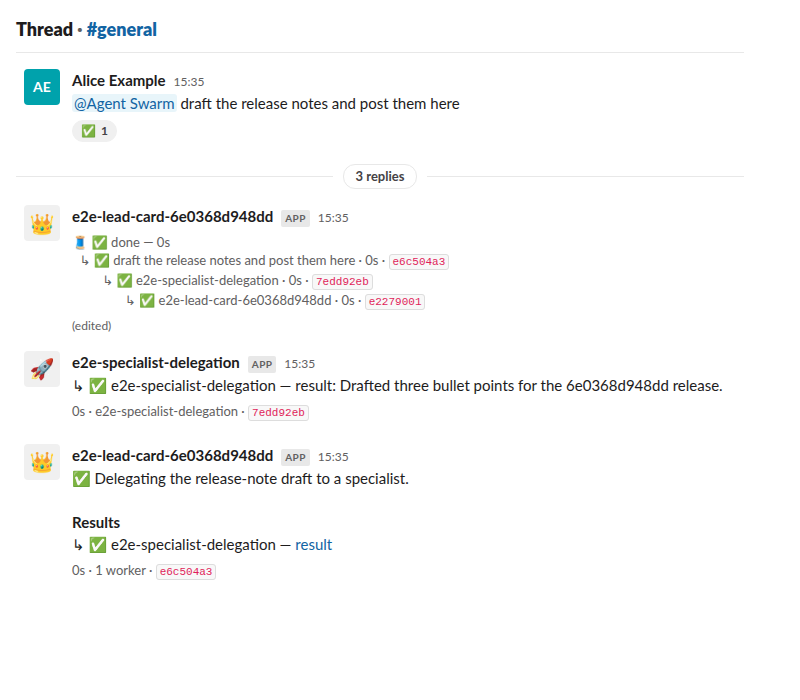 Thread • #general
AE
Alice Example 15:35
@Agent Swarm draft the release notes and post them here
✅ 1
3 replies
e2e-lead-card-6e0368d948dd APP 15:35
🧵 ✅ done — 0s
↳ ✅ draft the release notes and post them here · 0s · e6c504a3
↳ ✅ e2e-specialist-delegation · 0s · 7edd92eb
↳ ✅ e2e-lead-card-6e0368d948dd · 0s · e2279001
(edited)
e2e-specialist-delegation APP 15:35
↳ ✅ e2e-specialist-delegation — result: Drafted three bullet points for the 6e0368d948dd release.
0s · e2e-specialist-delegation · 7edd92eb
e2e-lead-card-6e0368d948dd APP 15:35
✅ Delegating the release-note draft to a specialist.
Results
↳ ✅ e2e-specialist-delegation — result
0s · 1 worker · e6c504a3